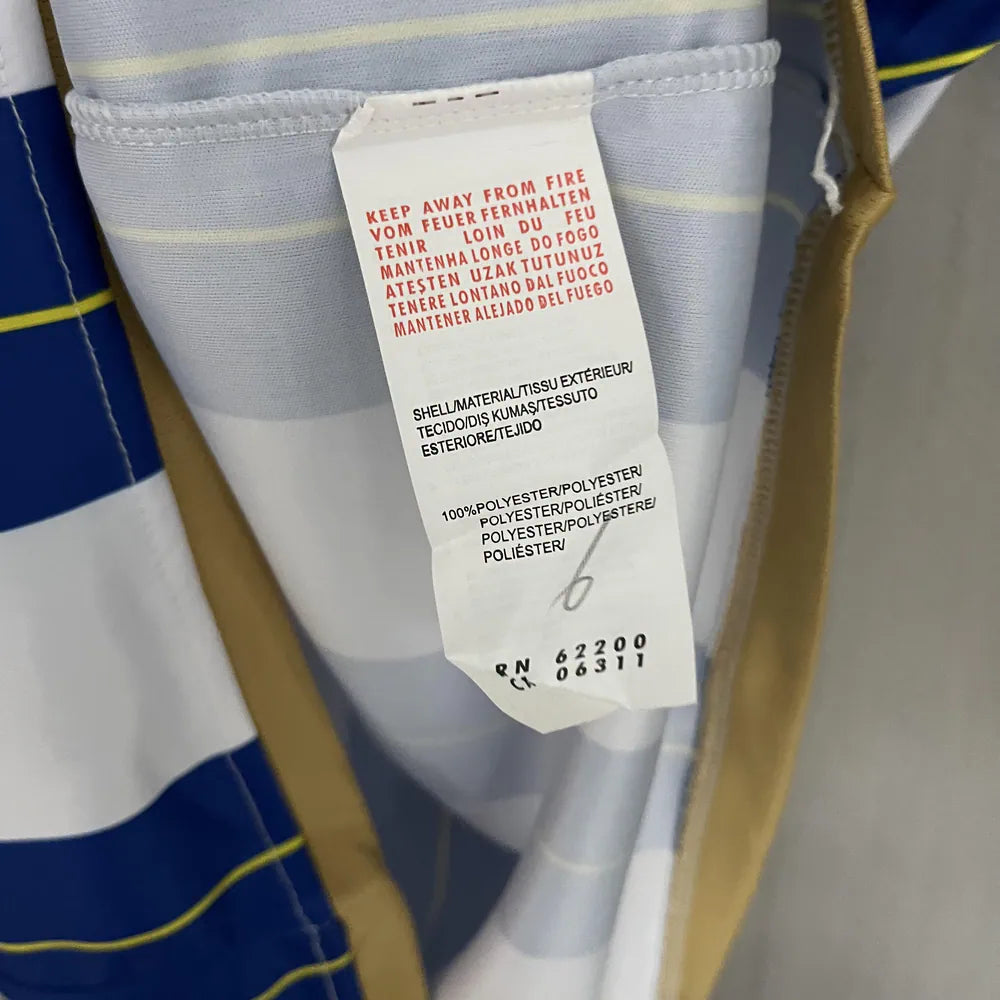 KEEP AWAY FROM FIRE
VOM FEUER FERNHALTEN
TENIR LOIN DU FEU
MANTENHA LONGE DO FOGO
ATEŞTEN UZAK TUTUNUZ
TENERE LONTANO DAL FUOCO
MANTENER ALEJADO DEL FUEGO
SHELL/MATERIAL/TISSU EXTÉRIEUR/
TECIDO/DIŞ KUMAŞ/TESSUTO
ESTERIORE/TEJIDO
100%POLYESTER/POLYESTER/
POLYESTER/POLIÉSTER/
POLYESTER/POLYESTERE/
POLIÉSTER/
6
RN 62200
CA 06311